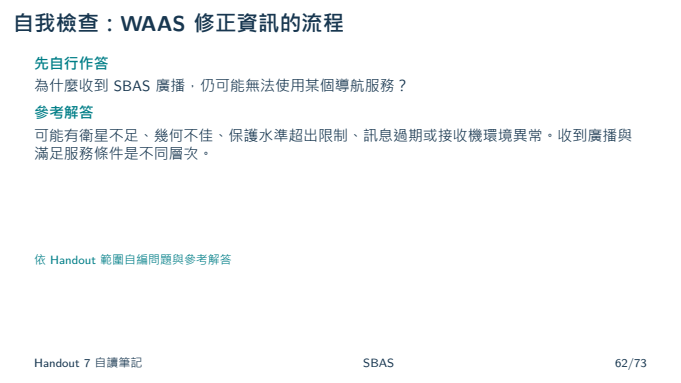 自我檢查：WAAS 修正資訊的流程
先自行作答
為什麼收到 SBAS 廣播，仍可能無法使用某個導航服務？
參考解答
可能有衛星不足、幾何不佳、保護水準超出限制、訊息過期或接收機環境異常。收到廣播與
滿足服務條件是不同層次。
依 Handout 範圍自編問題與參考解答
Handout 7 自讀筆記
SBAS
62/73